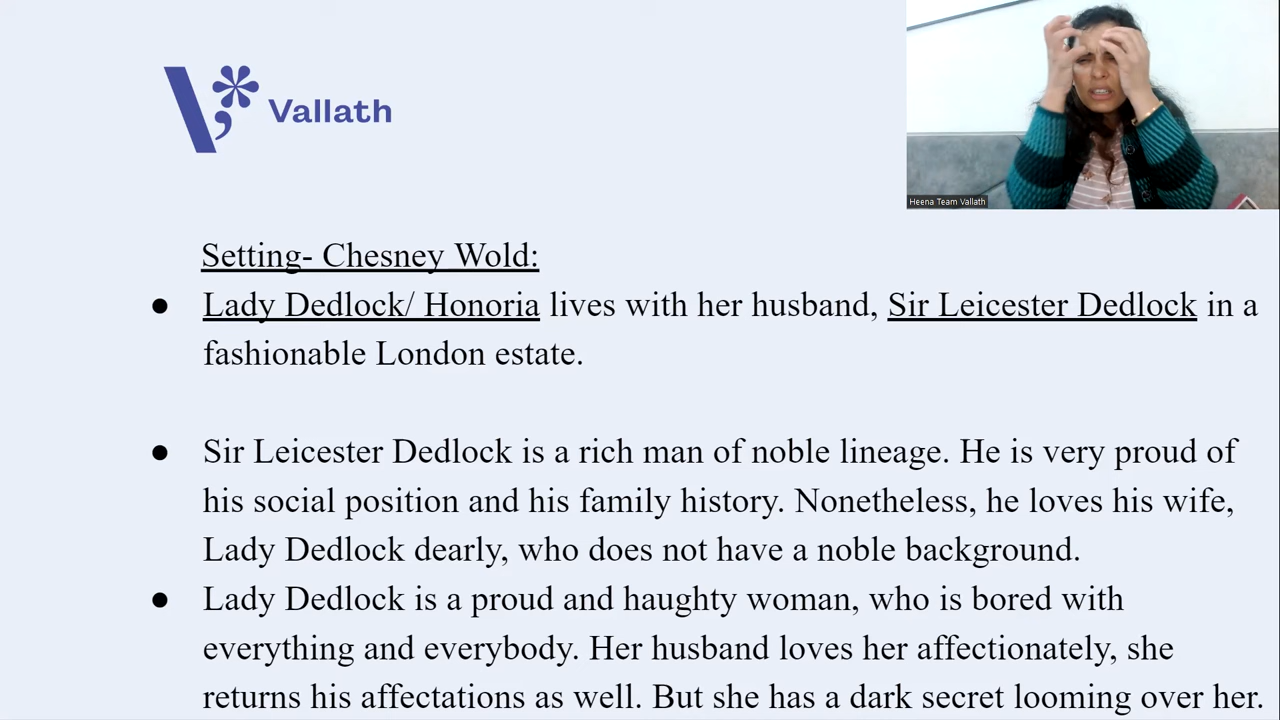 Vallath
Heena Team Vallath
Setting- Chesney Wold:
● Lady Dedlock/ Honoria lives with her husband, Sir Leicester Dedlock in a
fashionable London estate.
● Sir Leicester Dedlock is a rich man of noble lineage. He is very proud of
his social position and his family history. Nonetheless, he loves his wife,
Lady Dedlock dearly, who does not have a noble background.
● Lady Dedlock is a proud and haughty woman, who is bored with
everything and everybody. Her husband loves her affectionately, she
returns his affectations as well. But she has a dark secret looming over her.